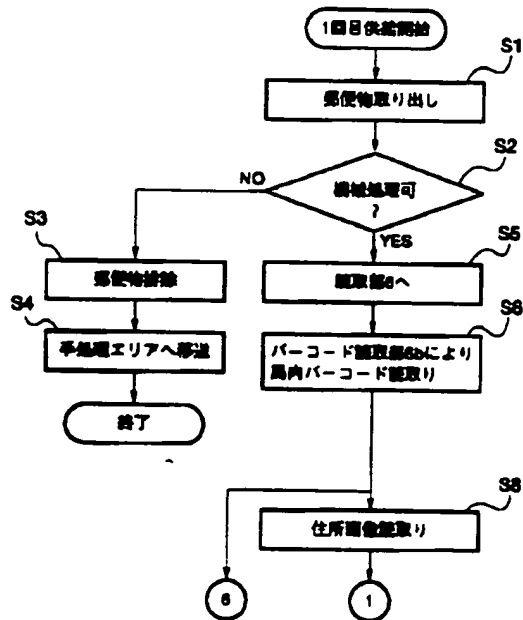 1回目供給開始
S1
郵便物取り出し
S2
機械処理可
?
NO
YES
S3
郵便物排除
S4
手処理エリアへ搬送
終了
S5
読取部6へ
S6
バーコード読取部6bにより
局内バーコード読取り
S8
住所画像読取り
6
1